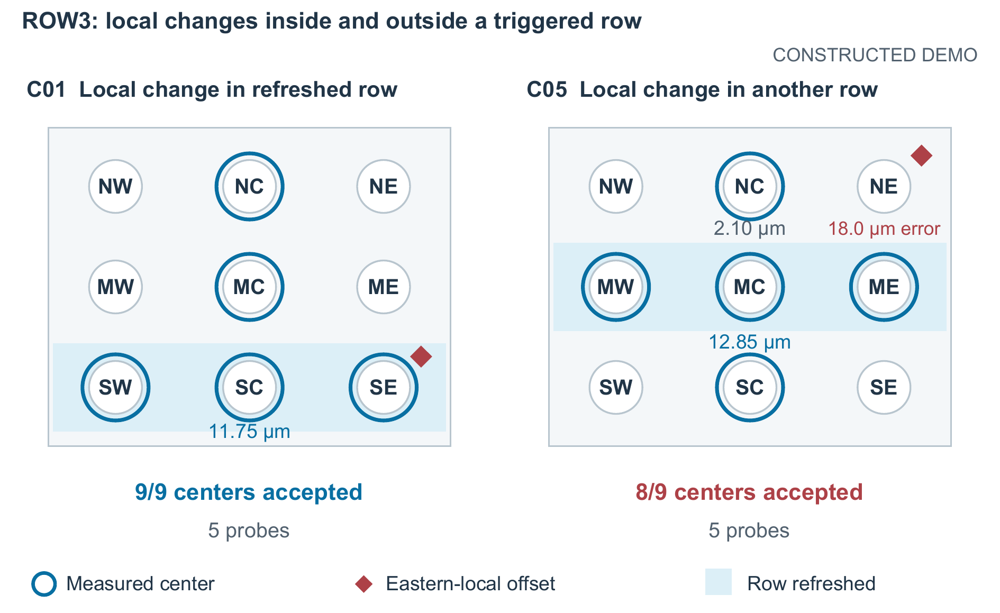 ROW3: local changes inside and outside a triggered row
CONSTRUCTED DEMO
C01 Local change in refreshed row
NW NC NE
MW MC ME
SW SC SE
11.75 µm
9/9 centers accepted
5 probes
C05 Local change in another row
NW NC NE
2.10 µm 18.0 µm error
MW MC ME
12.85 µm
SW SC SE
8/9 centers accepted
5 probes
Measured center
Eastern-local offset
Row refreshed